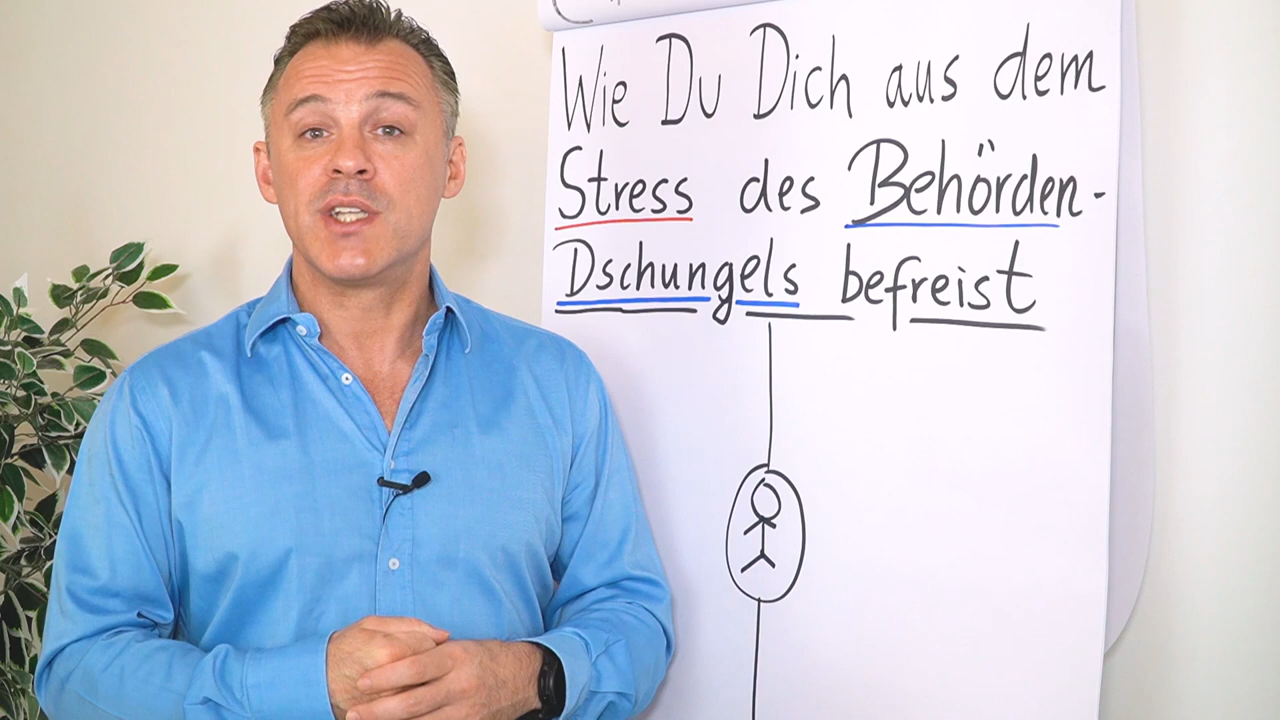 Wie Du Dich aus dem
Stress des Behörden-
Dschungels befreist